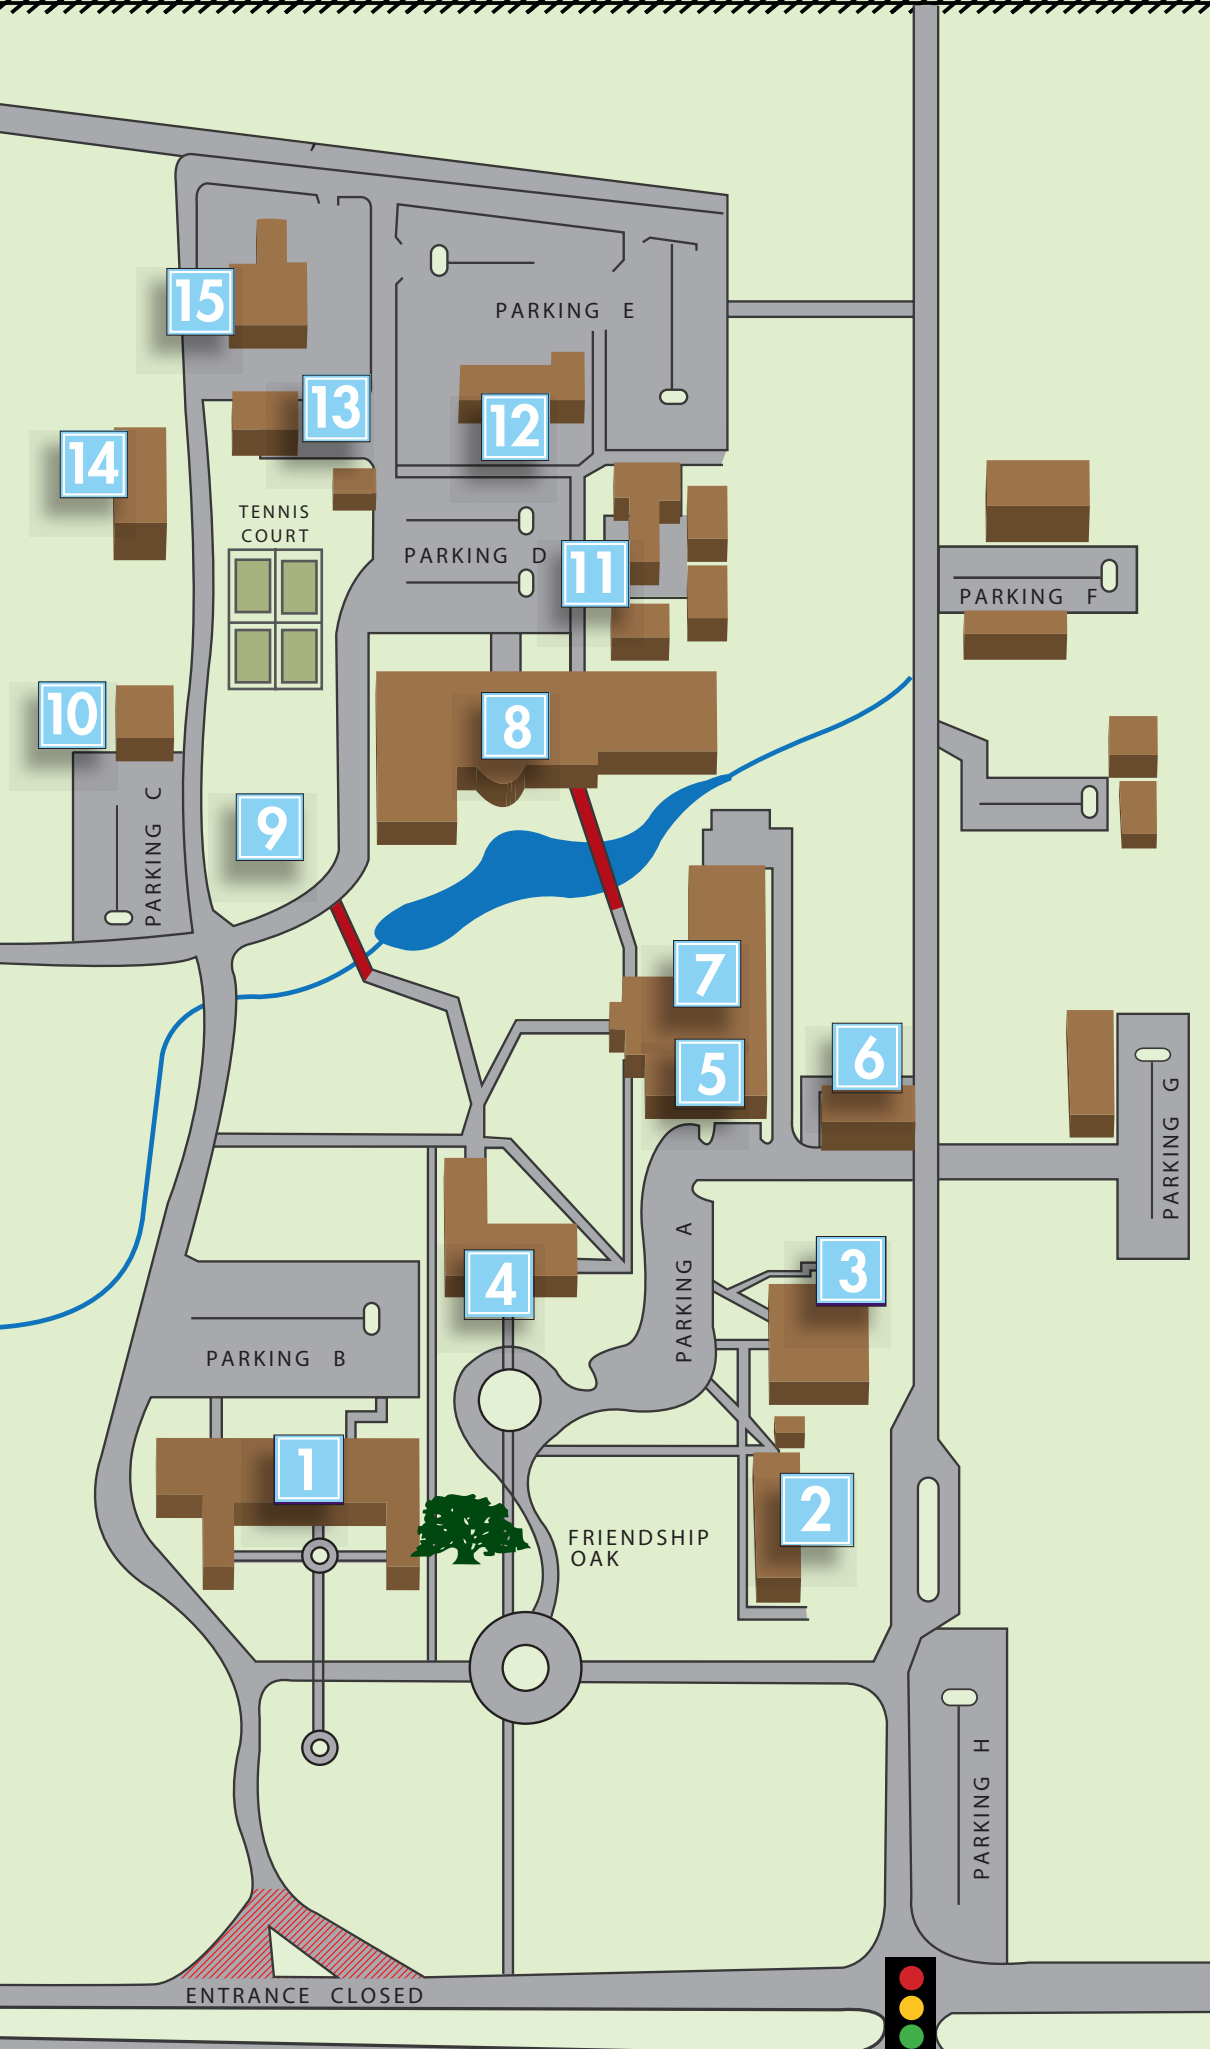 15
PARKING E
13
12
14
TENNIS
COURT
PARKING D
11
PARKING F
10
8
PARKING C
9
7
6
5
PARKING G
PARKING A
3
4
PARKING B
1
2
FRIENDSHIP
OAK
PARKING H
ENTRANCE CLOSED